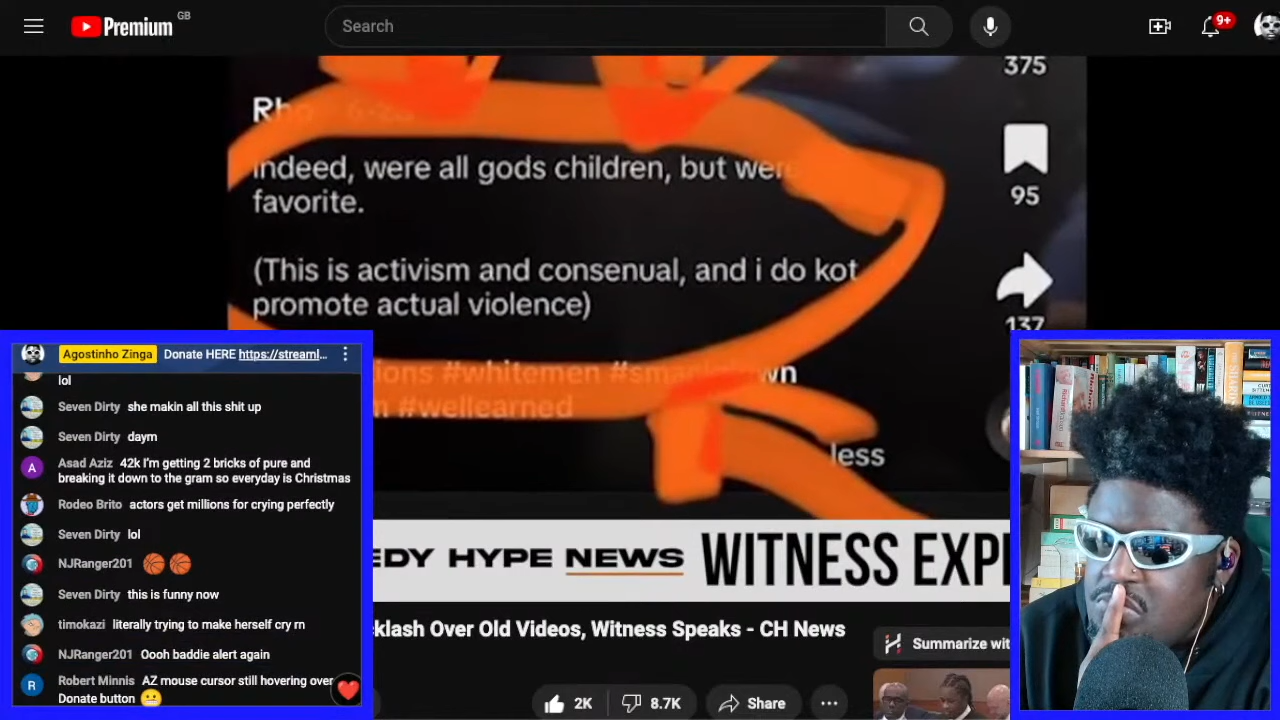 Premium GB
Search
9+
375
indeed, were all gods children, but were
favorite.
95
(This is activism and consenual, and i do kot
promote actual violence)
137
#whitemen
#wellearned
less
Agostinho Zinga Donate HERE https://streaml...
lol
Seven Dirty she makin all this shit up
Seven Dirty daym
Asad Aziz 42k I'm getting 2 bricks of pure and
breaking it down to the gram so everyday is Christmas
Rodeo Brito actors get millions for crying perfectly
Seven Dirty lol
NJRanger201
Seven Dirty this is funny now
timokazi literally trying to make herself cry rn
NJRanger201 Oooh baddie alert again
Robert Minnis AZ mouse cursor still hovering over
Donate button
EDY HYPE NEWS WITNESS EXP
klash Over Old Videos, Witness Speaks - CH News
Summarize wit
2K 8.7K Share